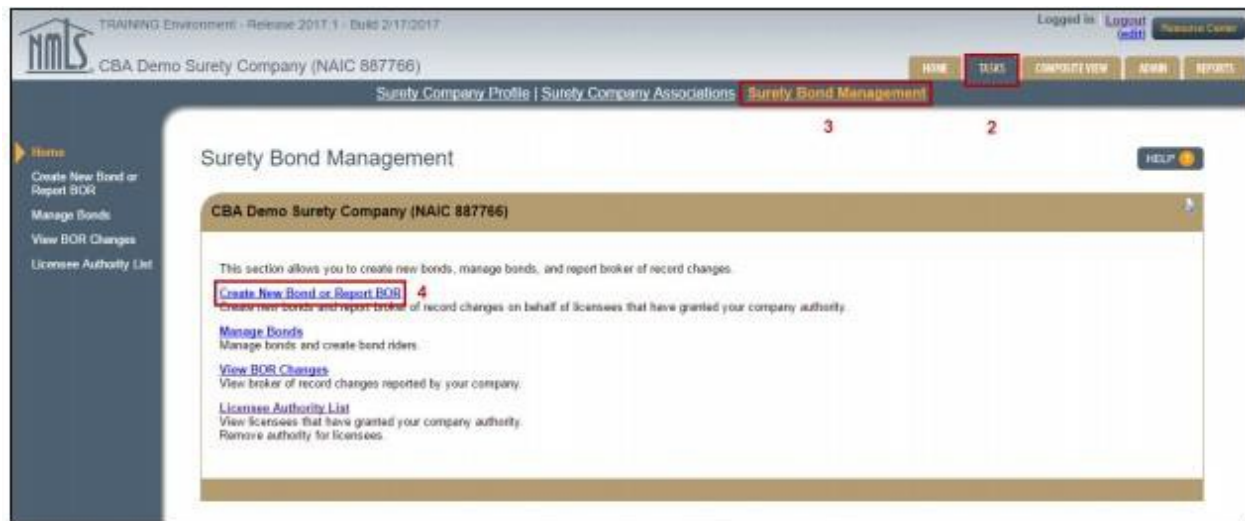 TRAINING Environment - Release 2017.1 - Build 2/17/2017
Logged in Logout
(edit)
Resource Center
NMLS
CBA Demo Surety Company (NAIC 887766)
HOME TASKS COMPOSITE VIEW ADMIN REPORTS
Surety Company Profile | Surety Company Associations | Surety Bond Management
3 2
Home
Create New Bond or
Report BOR
Manage Bonds
View BOR Changes
Licensee Authority List
Surety Bond Management
HELP ?
CBA Demo Surety Company (NAIC 887766)
This section allows you to create new bonds, manage bonds, and report broker of record changes.
Create New Bond or Report BOR 4
Create new bonds and report broker of record changes on behalf of licensees that have granted your company authority.
Manage Bonds
Manage bonds and create bond riders.
View BOR Changes
View broker of record changes reported by your company.
Licensee Authority List
View licensees that have granted your company authority.
Remove authority for licensees.